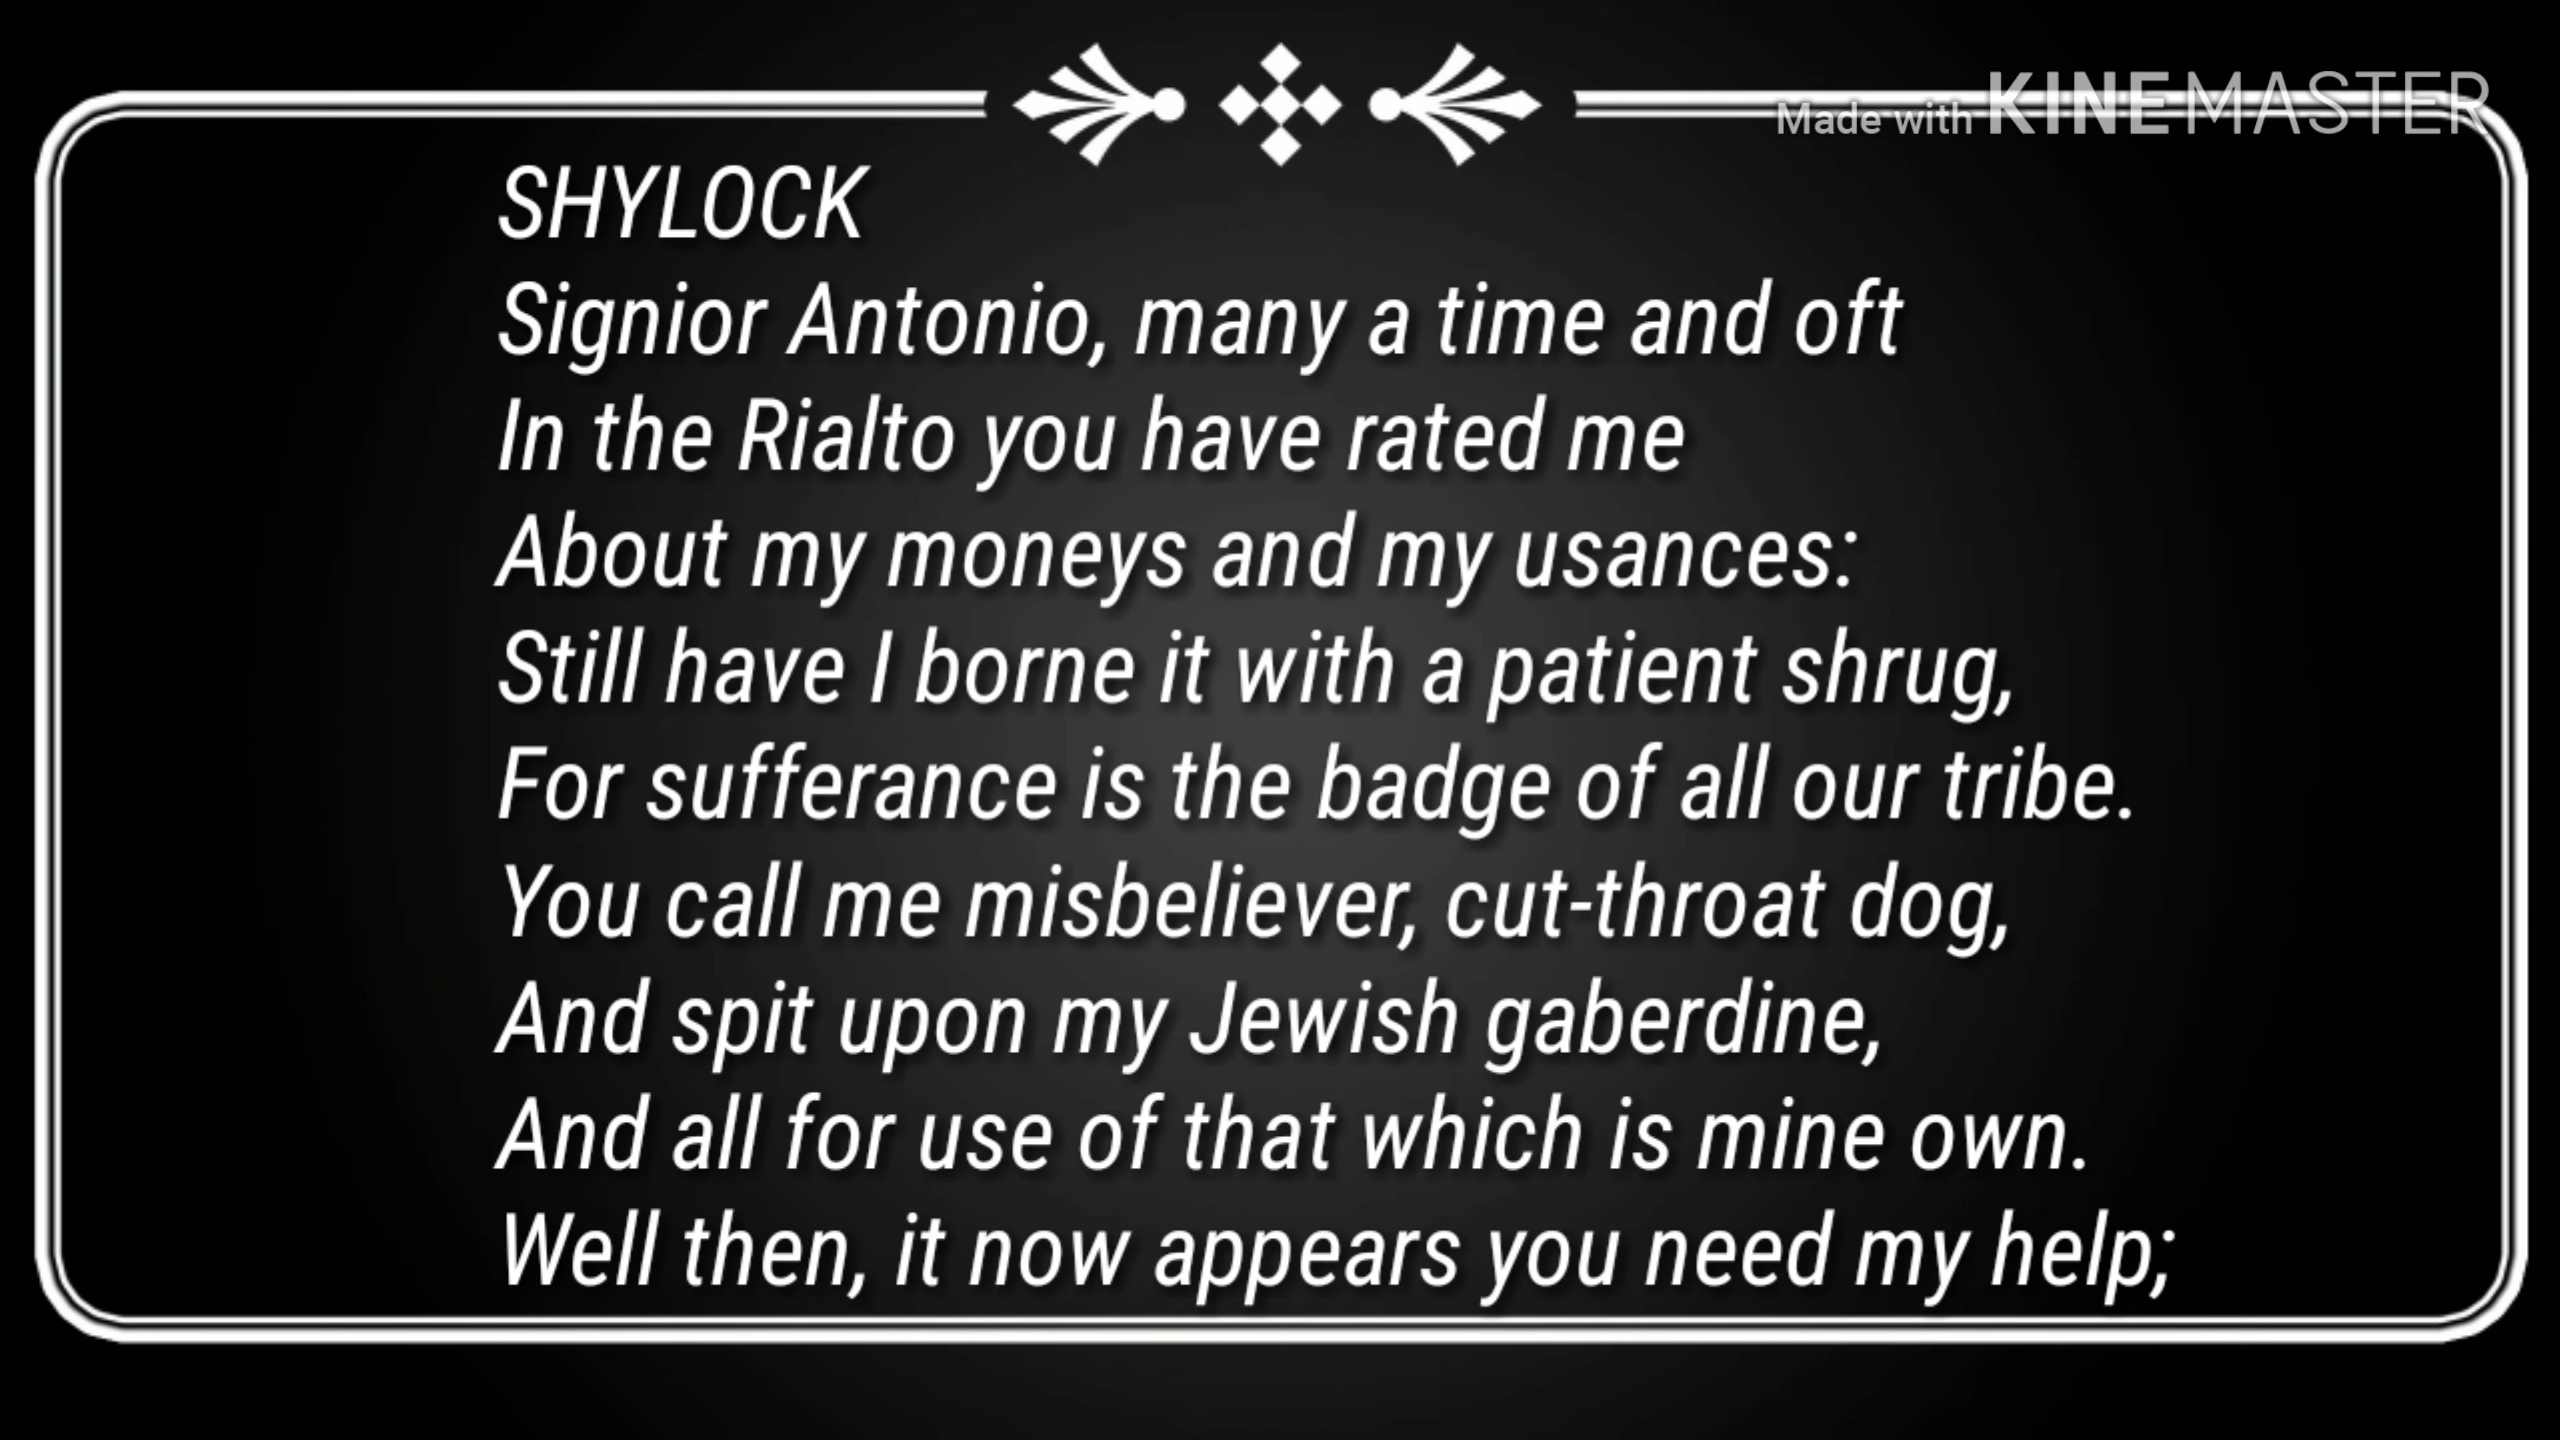 Made with KINEMASTER
SHYLOCK
Signior Antonio, many a time and oft
In the Rialto you have rated me
About my moneys and my usances:
Still have I borne it with a patient shrug,
For sufferance is the badge of all our tribe.
You call me misbeliever, cut-throat dog,
And spit upon my Jewish gaberdine,
And all for use of that which is mine own.
Well then, it now appears you need my help;